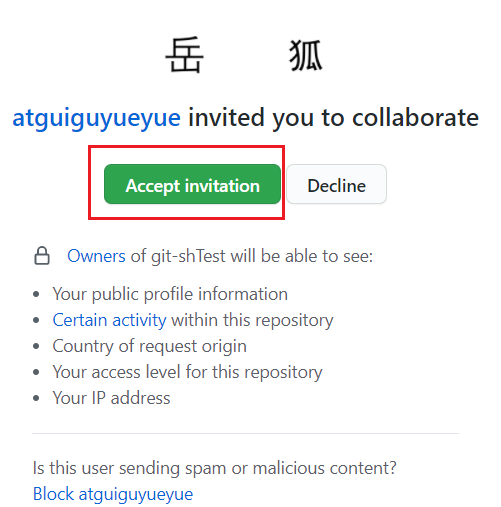 岳 狐
atguiguyueyue invited you to collaborate
Accept invitation Decline
Owners of git-shTest will be able to see:
• Your public profile information
• Certain activity within this repository
• Country of request origin
• Your access level for this repository
• Your IP address
Is this user sending spam or malicious content?
Block atguiguyueyue